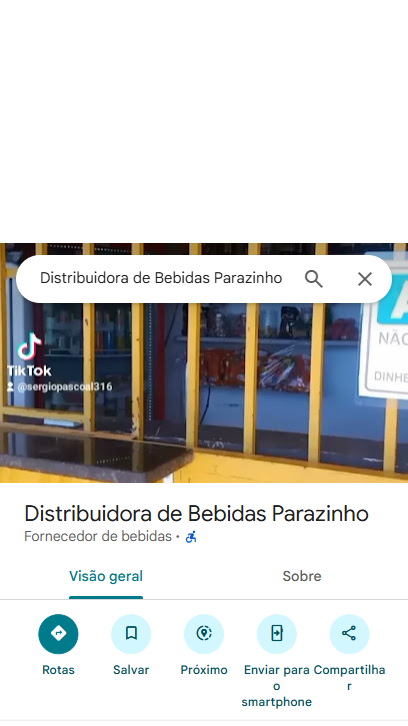 Distribuidora de Bebidas Parazinho
TikTok
@sergiopascoal316
NÃO
DINHE
Distribuidora de Bebidas Parazinho
Fornecedor de bebidas ·
Visão geral
Sobre
Rotas
Salvar
Próximo
Enviar para o smartphone
Compartilhar